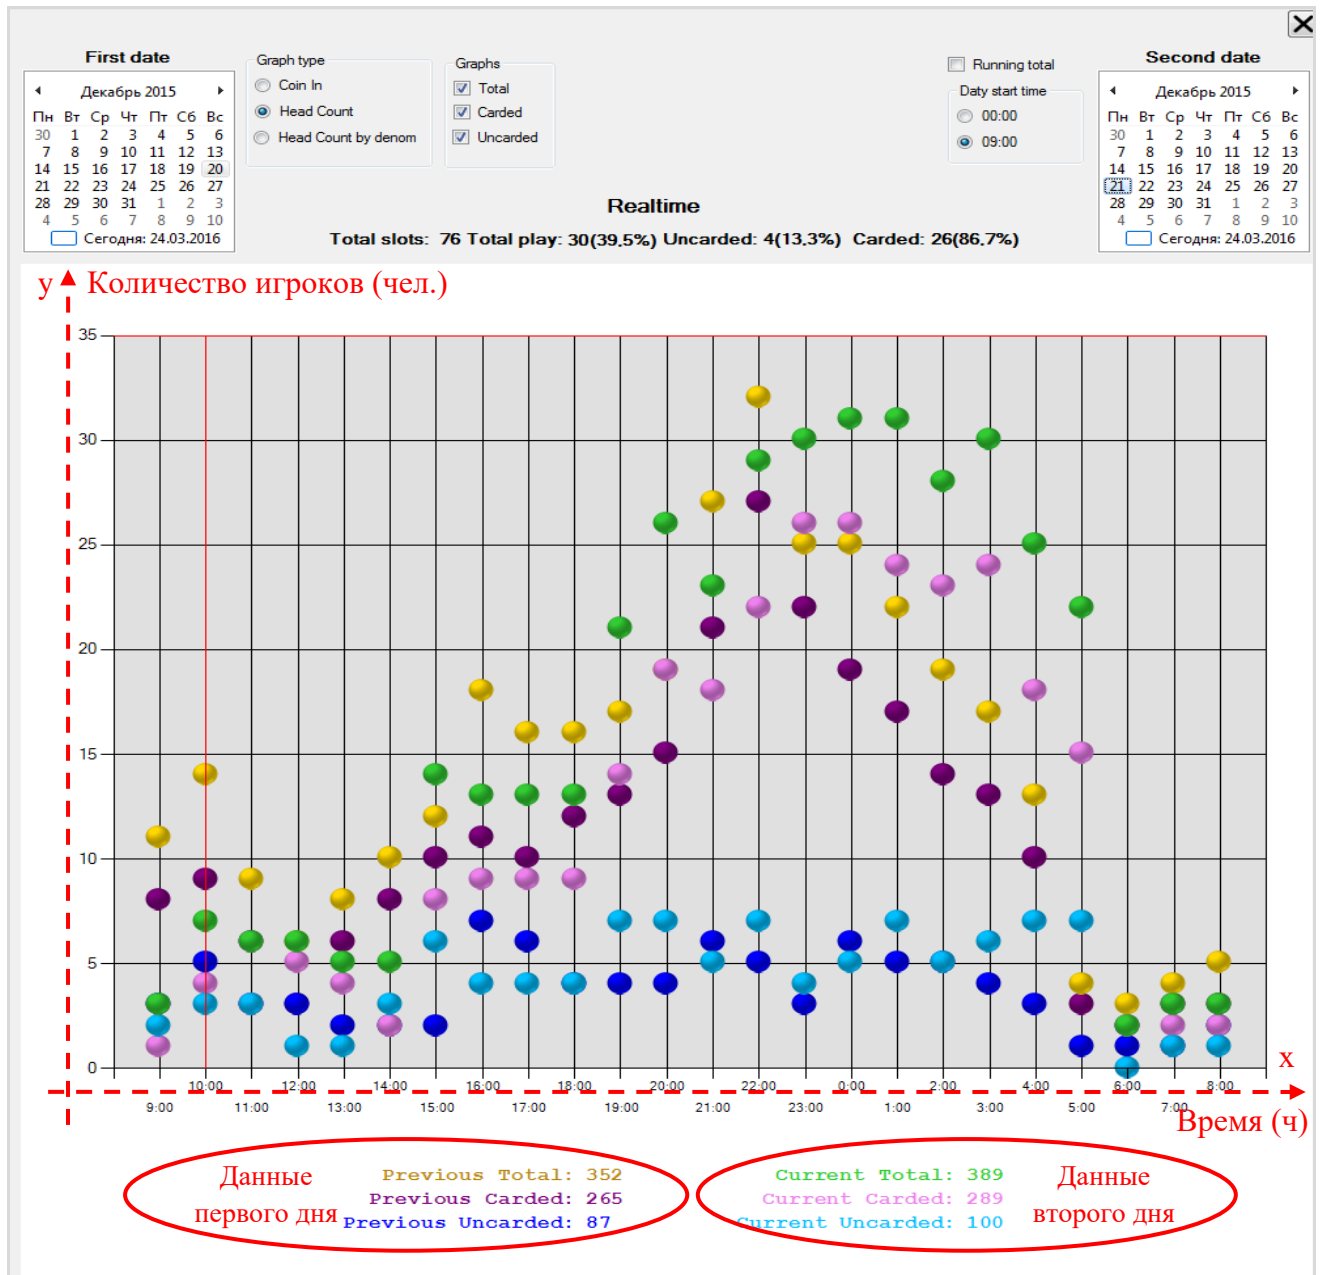 First date
Декабрь 2015
Пн Вт Ср Чт Пт Сб Вс
30 1 2 3 4 5 6
7 8 9 10 11 12 13
14 15 16 17 18 19 20
21 22 23 24 25 26 27
28 29 30 31 1 2 3
4 5 6 7 8 9 10
Сегодня: 24.03.2016
Graph type
Coin In
Head Count
Head Count by denom
Graphs
Total
Carded
Uncarded
Running total
Daty start time
00:00
09:00
Second date
Декабрь 2015
Пн Вт Ср Чт Пт Сб Вс
30 1 2 3 4 5 6
7 8 9 10 11 12 13
14 15 16 17 18 19 20
21 22 23 24 25 26 27
28 29 30 31 1 2 3
4 5 6 7 8 9 10
Сегодня: 24.03.2016
Realtime
Total slots: 76 Total play: 30(39,5%) Uncarded: 4(13,3%) Carded: 26(86,7%)
y Количество игроков (чел.)
35
30
25
20
15
10
5
0
x
10:00 12:00 14:00 16:00 18:00 20:00 22:00 0:00 2:00 4:00 6:00 8:00
9:00 11:00 13:00 15:00 17:00 19:00 21:00 23:00 1:00 3:00 5:00 7:00
Время (ч)
Данные
первого дня
Previous Total: 352
Previous Carded: 265
Previous Uncarded: 87
Current Total: 389
Current Carded: 289
Current Uncarded: 100
Данные
второго дня